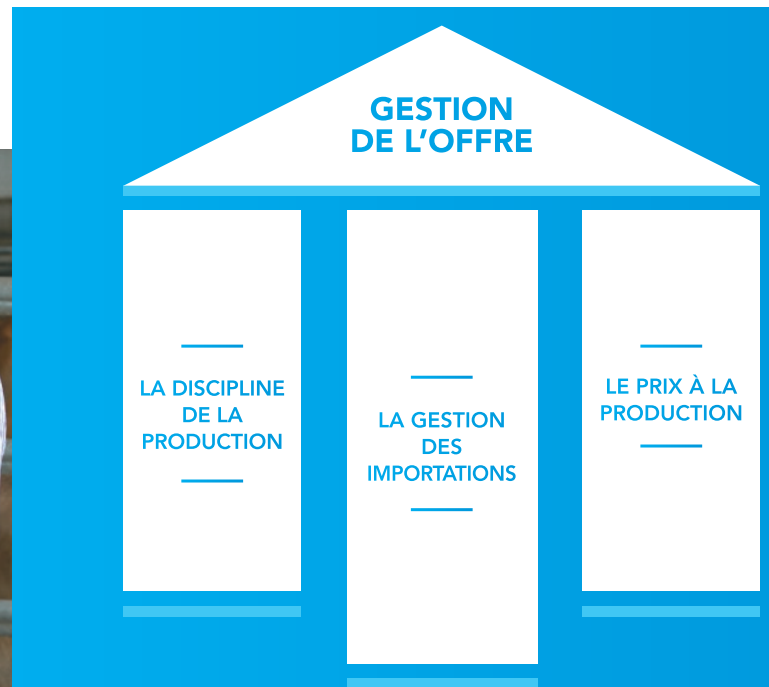 GESTION
DE L’OFFRE
LA DISCIPLINE
DE LA
PRODUCTION
LA GESTION
DES
IMPORTATIONS
LE PRIX À LA
PRODUCTION